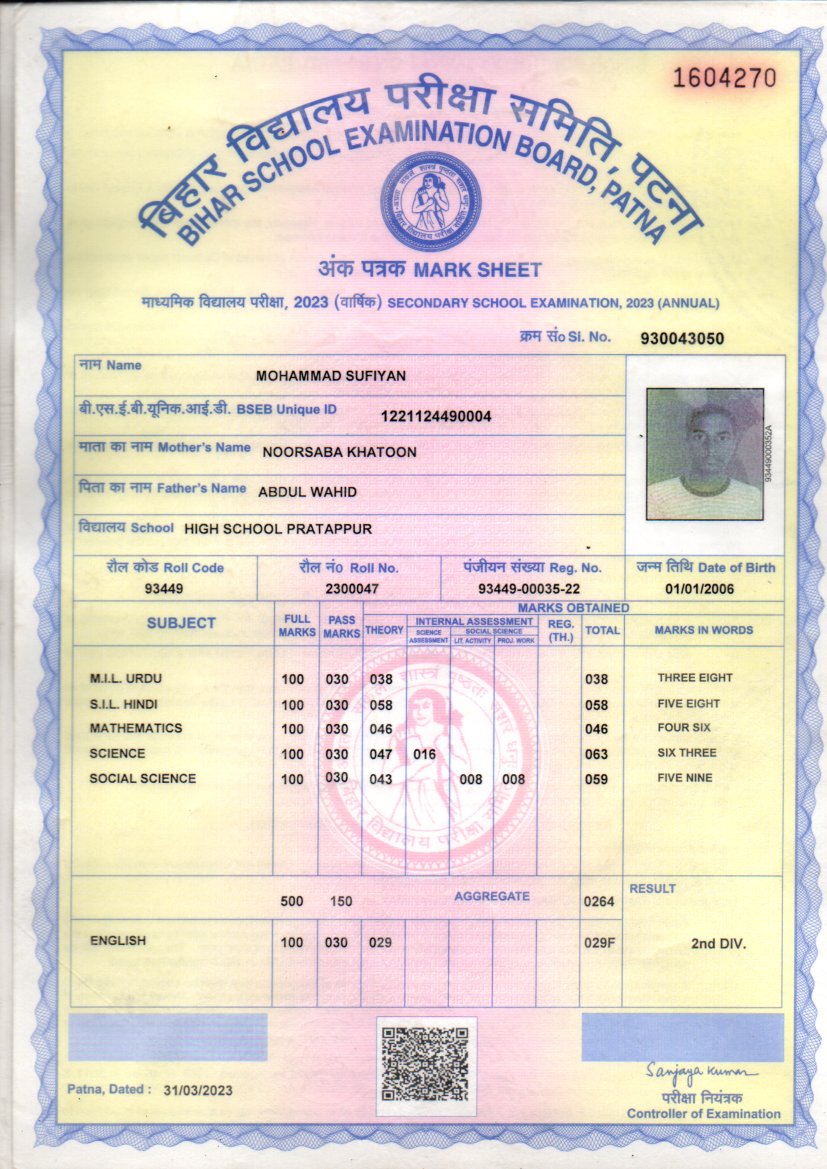 1604270
बिहार विद्यालय परीक्षा समिति, पटना
BIHAR SCHOOL EXAMINATION BOARD, PATNA
अंक पत्रक MARK SHEET
माध्यमिक विद्यालय परीक्षा, 2023 (वार्षिक) SECONDARY SCHOOL EXAMINATION, 2023 (ANNUAL)
क्रम सं० Sl. No. 930043050
नाम Name MOHAMMAD SUFIYAN
बी.एस.ई.बी.यूनिक.आई.डी. BSEB Unique ID 1221124490004
माता का नाम Mother's Name NOORSABA KHATOON
पिता का नाम Father's Name ABDUL WAHID
विद्यालय School HIGH SCHOOL PRATAPPUR
93449000352A
रौल कोड Roll Code रौल नं० Roll No. पंजीयन संख्या Reg. No. जन्म तिथि Date of Birth
93449 2300047 93449-00035-22 01/01/2006
SUBJECT FULL MARKS PASS MARKS MARKS OBTAINED
THEORY INTERNAL ASSESSMENT REG. (TH.) TOTAL MARKS IN WORDS
SCIENCE ASSESSMENT SOCIAL SCIENCE
LIT. ACTIVITY PROJ. WORK
M.I.L. URDU 100 030 038 038 THREE EIGHT
S.I.L. HINDI 100 030 058 058 FIVE EIGHT
MATHEMATICS 100 030 046 046 FOUR SIX
SCIENCE 100 030 047 016 063 SIX THREE
SOCIAL SCIENCE 100 030 043 008 008 059 FIVE NINE
बिहार विद्यालय परीक्षा समिति
500 150 AGGREGATE 0264 RESULT
ENGLISH 100 030 029 029F 2nd DIV.
Sanjaya Kumar
Patna, Dated : 31/03/2023
परीक्षा नियंत्रक
Controller of Examination